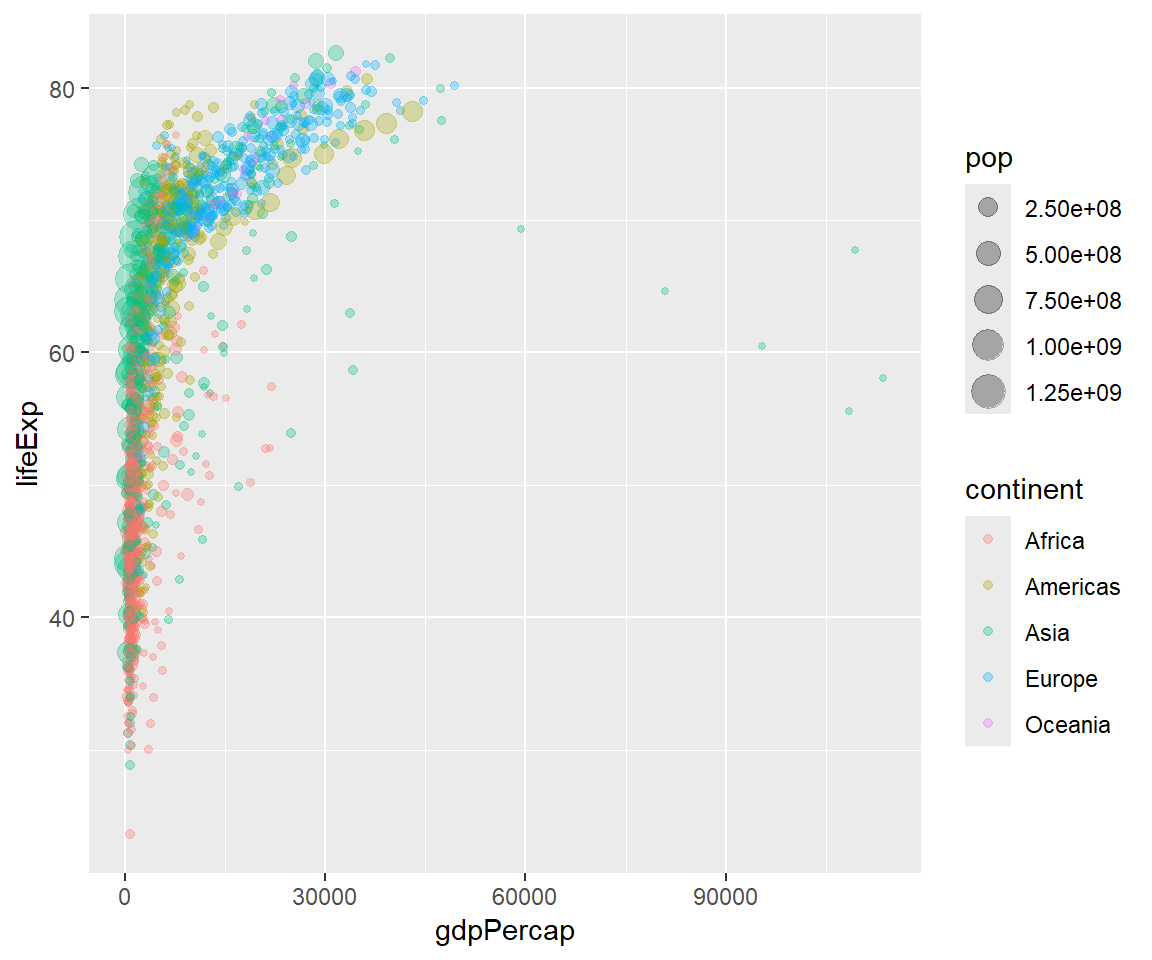 80
60
40
lifeExp
0
30000
60000
90000
gdpPercap
pop
2.50e+08
5.00e+08
7.50e+08
1.00e+09
1.25e+09
continent
Africa
Americas
Asia
Europe
Oceania